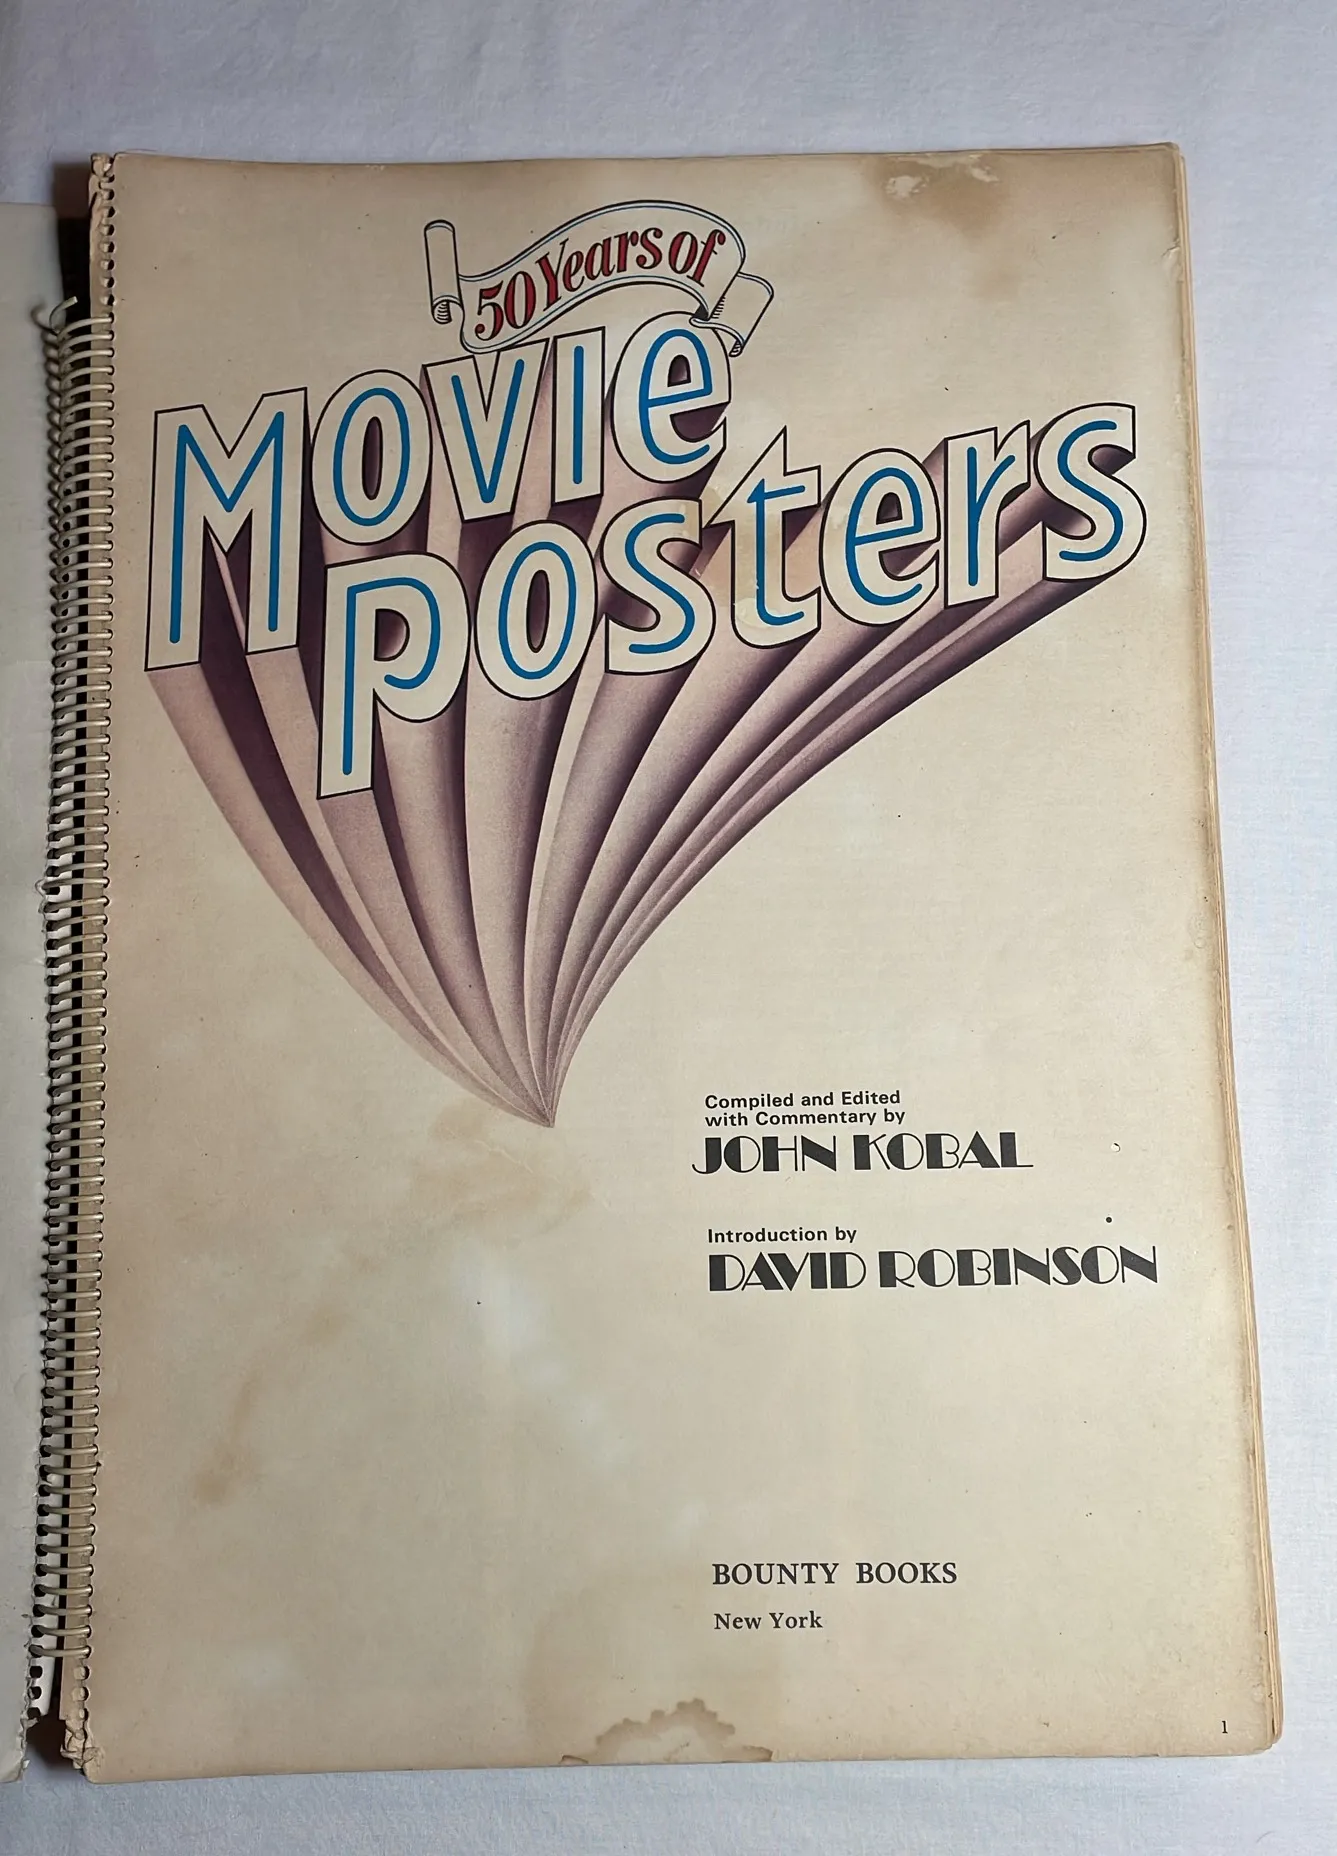 50 Years of
Movie
Posters
Compiled and Edited
with Commentary by
JOHN KOBAL
Introduction by
DAVID ROBINSON
BOUNTY BOOKS
New York
1